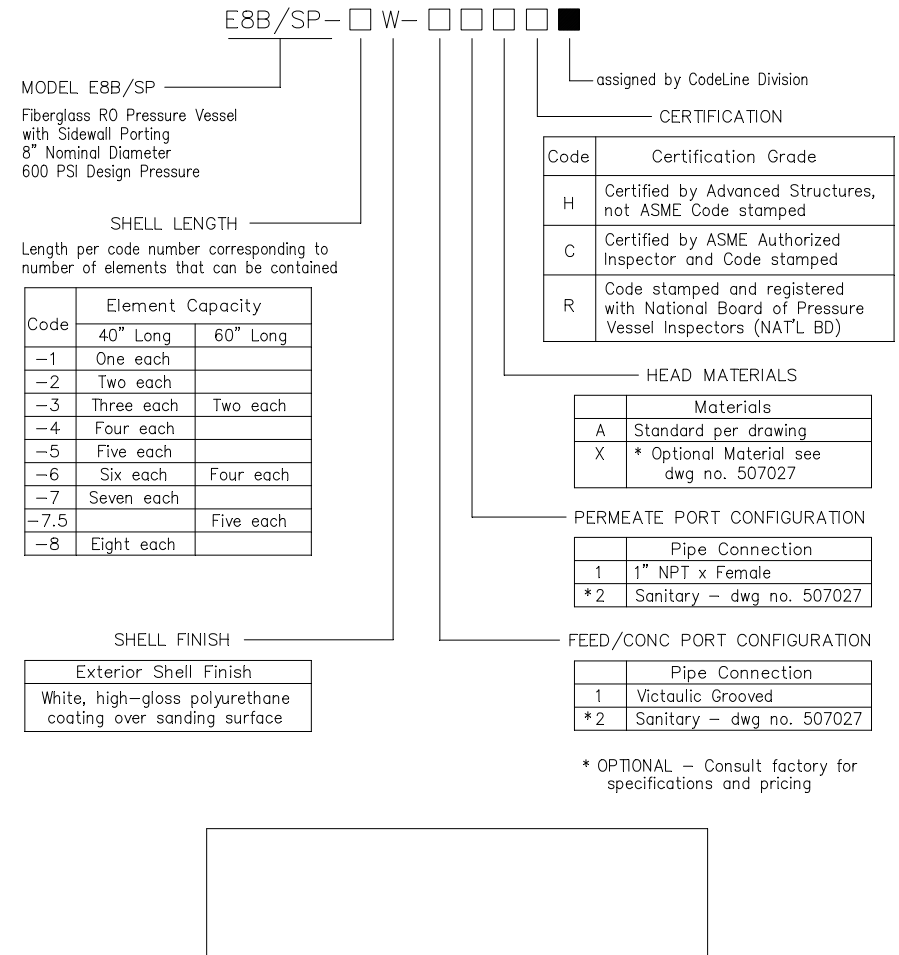 E8B/SP- W-
assigned by CodeLine Division
MODEL E8B/SP
Fiberglass RO Pressure Vessel
with Sidewall Porting
8" Nominal Diameter
600 PSI Design Pressure
SHELL LENGTH
Length per code number corresponding to
number of elements that can be contained
Code Element Capacity
40" Long 60" Long
-1 One each
-2 Two each
-3 Three each Two each
-4 Four each
-5 Five each
-6 Six each Four each
-7 Seven each
-7.5 Five each
-8 Eight each
SHELL FINISH
Exterior Shell Finish
White, high-gloss polyurethane
coating over sanding surface
CERTIFICATION
Code Certification Grade
H Certified by Advanced Structures,
not ASME Code stamped
C Certified by ASME Authorized
Inspector and Code stamped
R Code stamped and registered
with National Board of Pressure
Vessel Inspectors (NAT'L BD)
HEAD MATERIALS
Materials
A Standard per drawing
X * Optional Material see
dwg no. 507027
PERMEATE PORT CONFIGURATION
Pipe Connection
1 1" NPT x Female
*2 Sanitary - dwg no. 507027
FEED/CONC PORT CONFIGURATION
Pipe Connection
1 Victaulic Grooved
*2 Sanitary - dwg no. 507027
* OPTIONAL - Consult factory for
specifications and pricing